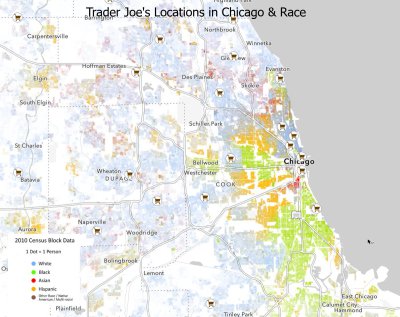 Trader Joe's Locations in Chicago & Race
Barrington
Highland Park
Northbrook
Carpentersville
Winnetka
Glenview
Hoffman Estates
Evanston
Des Plaines
Skokie
Elgin
South Elgin
Schiller Park
St Charles
Bellwood
Chicago
Wheaton
Westchester
Batavia
DUPAGE
COOK
Naperville
Aurora
Woodridge
2010 Census Block Data
1 Dot = 1 Person
White
Bolingbrook
Black
Lemont
Asian
Hispanic
East Chicago
Other Race / Native
American / Multi-racial
Calumet City
Plainfield
Tinley Park
Hammond